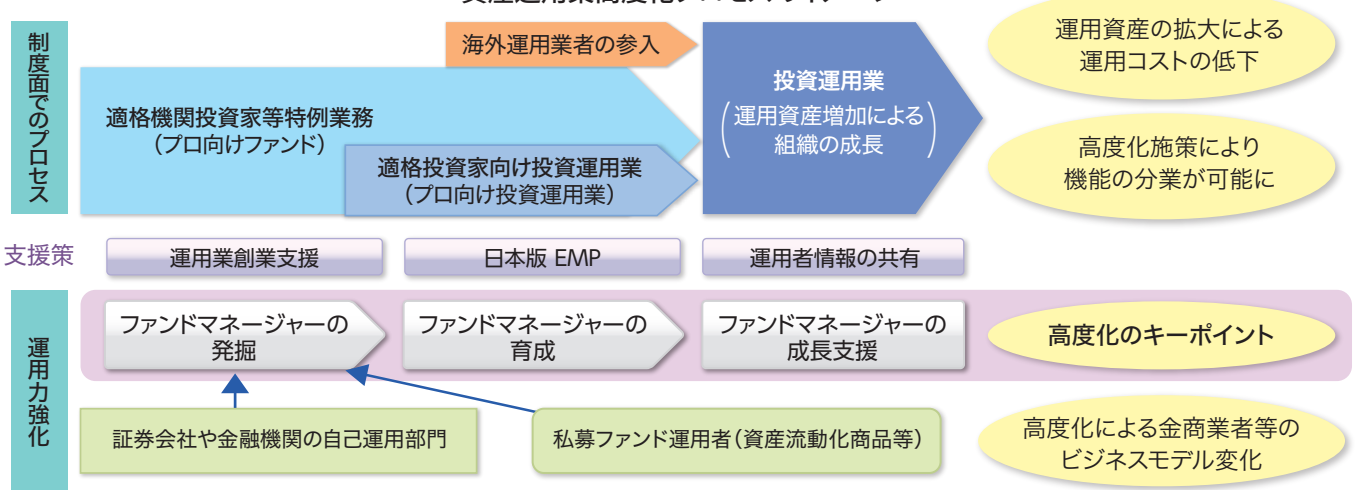 制度面でのプロセス
海外運用業者の参入
適格機関投資家等特例業務
(プロ向けファンド)
適格投資家向け投資運用業
(プロ向け投資運用業)
投資運用業
(運用資産増加による
組織の成長)
運用資産の拡大による
運用コストの低下
高度化施策により
機能の分業が可能に
支援策
運用業創業支援
日本版 EMP
運用者情報の共有
運用力強化
ファンドマネージャーの
発掘
ファンドマネージャーの
育成
ファンドマネージャーの
成長支援
高度化のキーポイント
証券会社や金融機関の自己運用部門
私募ファンド運用者(資産流動化商品等)
高度化による金商業者等の
ビジネスモデル変化